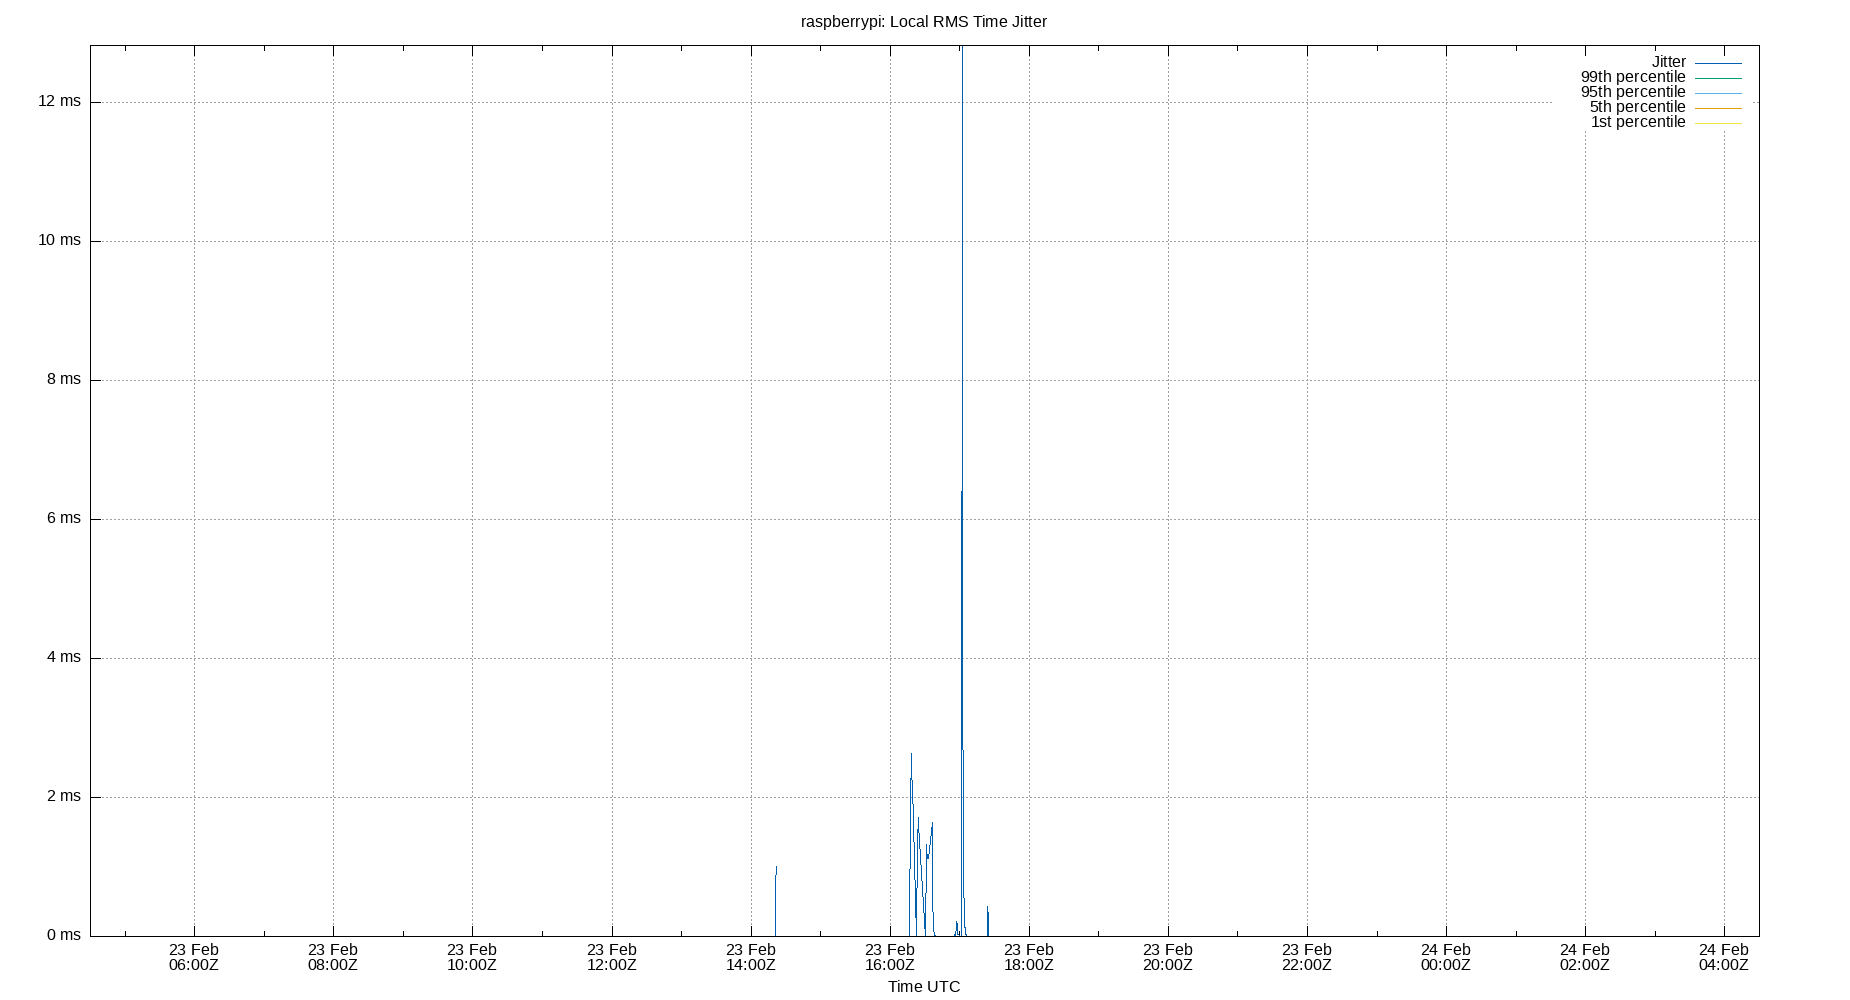 raspberrypi: Local RMS Time Jitter
Jitter
99th percentile
95th percentile
5th percentile
1st percentile
12 ms
10 ms
8 ms
6 ms
4 ms
2 ms
0 ms
23 Feb 23 Feb 23 Feb 23 Feb 23 Feb 23 Feb 23 Feb 23 Feb 23 Feb 24 Feb 24 Feb 24 Feb
06:00Z 08:00Z 10:00Z 12:00Z 14:00Z 16:00Z 18:00Z 20:00Z 22:00Z 00:00Z 02:00Z 04:00Z
Time UTC